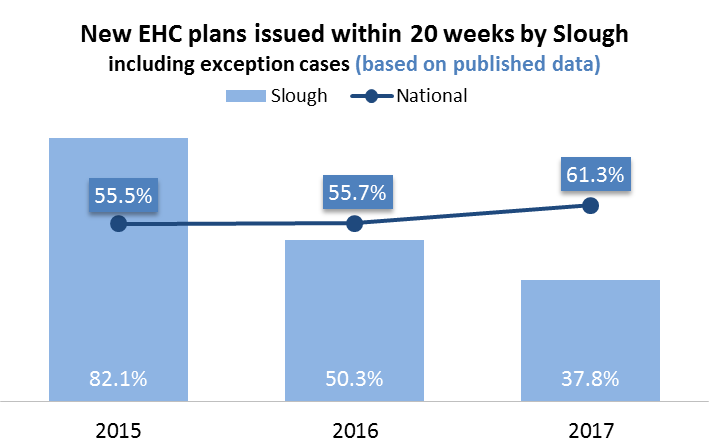 New EHC plans issued within 20 weeks by Slough
including exception cases (based on published data)
Slough National
55.5% 55.7% 61.3%
82.1% 50.3% 37.8%
2015 2016 2017